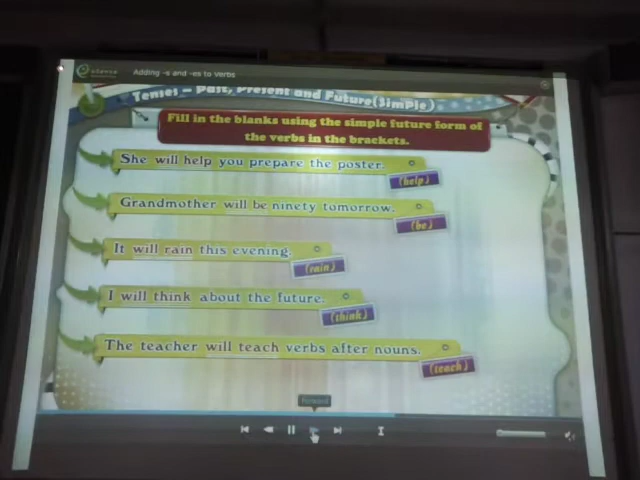 Adding -s and -es to Verbs
Tenses - Past, Present and Future(Simple)
Fill in the blanks using the simple future form of
the verbs in the brackets.
She will help you prepare the poster.
(help)
Grandmother will be ninety tomorrow.
(be)
It will rain this evening.
(rain)
I will think about the future.
(think)
The teacher will teach verbs after nouns.
(teach)
Forward